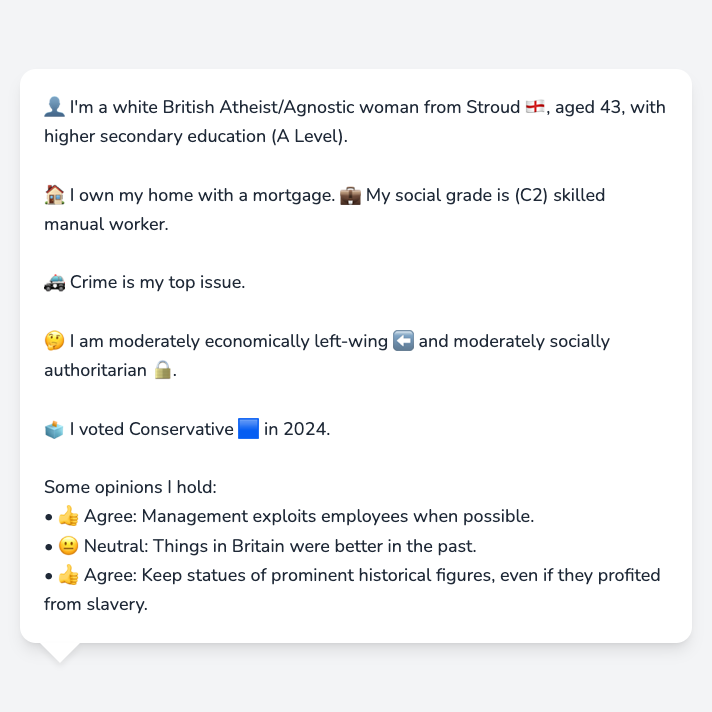 👤 I'm a white British Atheist/Agnostic woman from Stroud 🏴󠁧󠁢󠁥󠁮󠁧󠁿, aged 43, with
higher secondary education (A Level).
🏠 I own my home with a mortgage. 💼 My social grade is (C2) skilled
manual worker.
🚓 Crime is my top issue.
🤔 I am moderately economically left-wing ⬅️ and moderately socially
authoritarian 🔒.
🗳️ I voted Conservative 🟦 in 2024.
Some opinions I hold:
• 👍 Agree: Management exploits employees when possible.
• 😐 Neutral: Things in Britain were better in the past.
• 👍 Agree: Keep statues of prominent historical figures, even if they profited
from slavery.